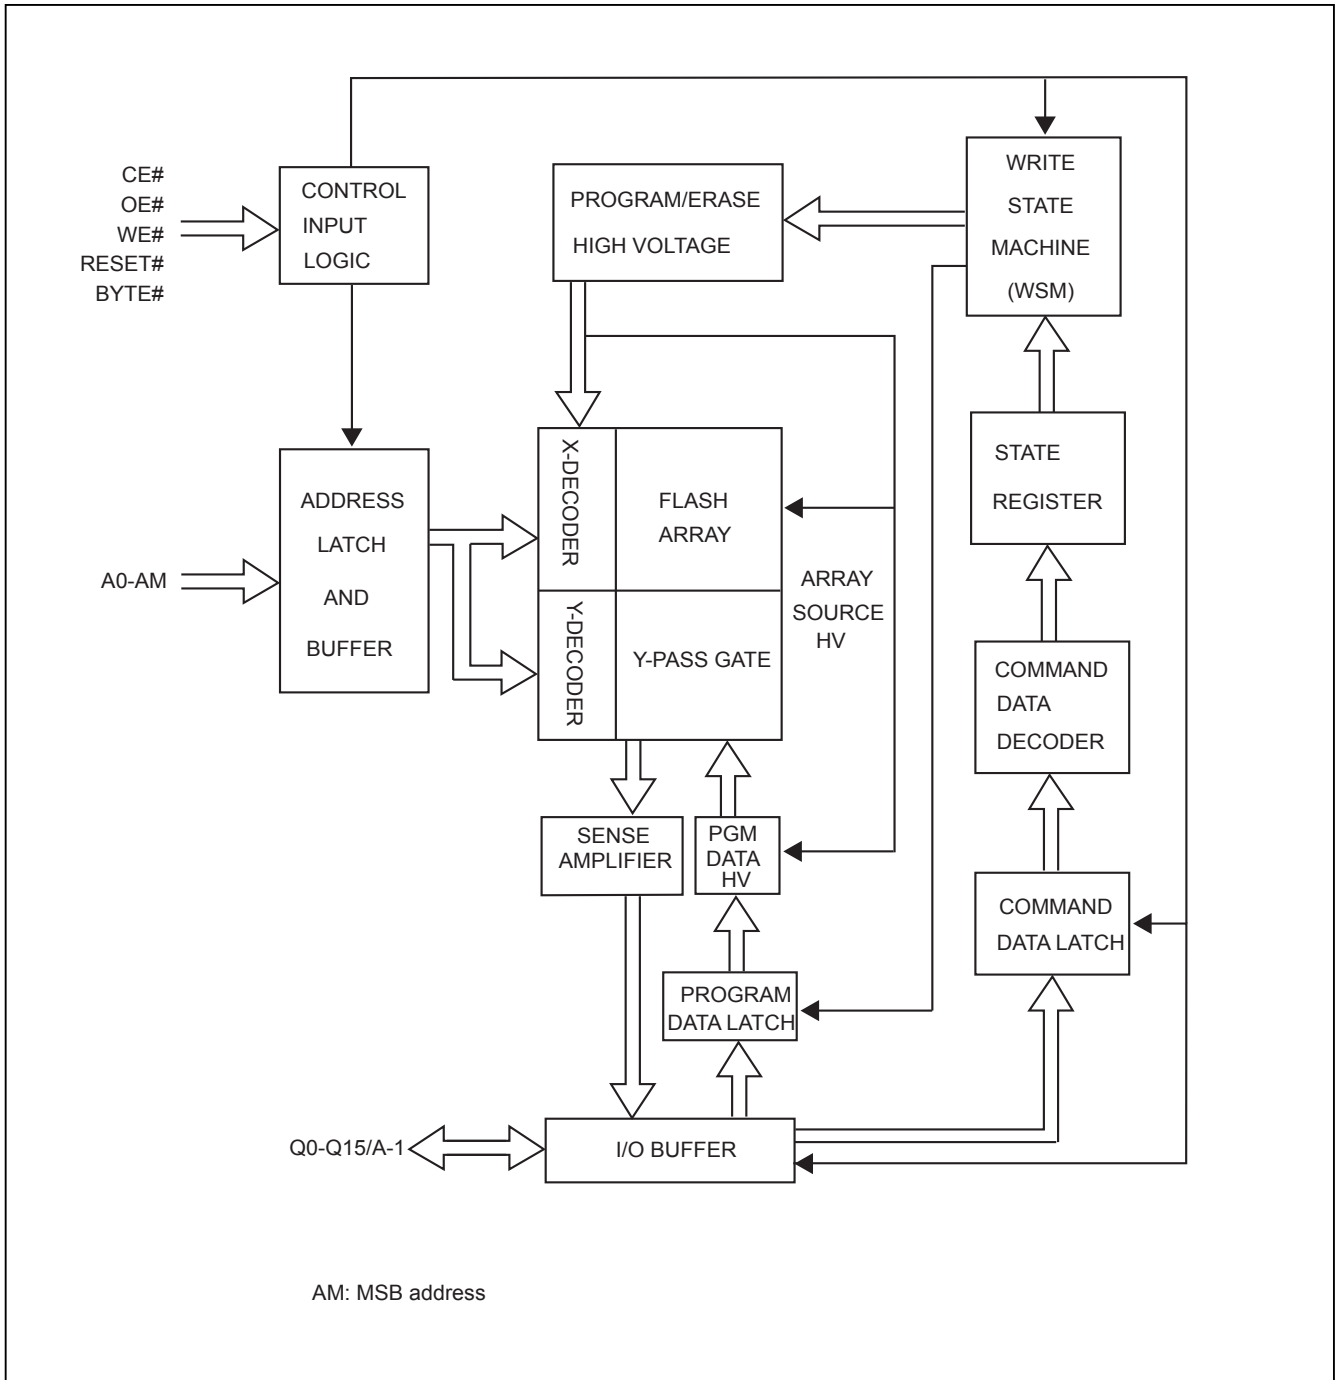 CE#
OE#
WE#
RESET#
BYTE#
CONTROL
INPUT
LOGIC
PROGRAM/ERASE
HIGH VOLTAGE
WRITE
STATE
MACHINE
(WSM)
STATE
REGISTER
A0-AM
ADDRESS
LATCH
AND
BUFFER
X-DECODER
FLASH
ARRAY
Y-DECODER
Y-PASS GATE
ARRAY
SOURCE
HV
COMMAND
DATA
DECODER
SENSE
AMPLIFIER
PGM
DATA
HV
COMMAND
DATA LATCH
PROGRAM
DATA LATCH
Q0-Q15/A-1
I/O BUFFER
AM: MSB address